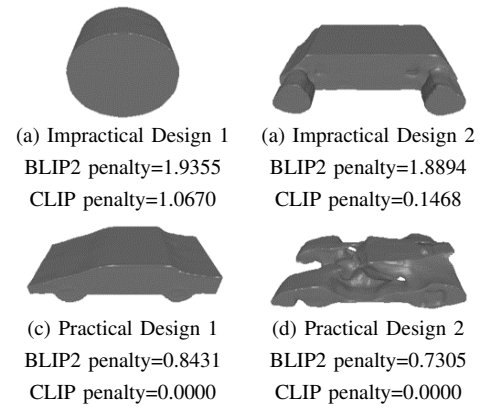 (a) Impractical Design 1
BLIP2 penalty=1.9355
CLIP penalty=1.0670
(a) Impractical Design 2
BLIP2 penalty=1.8894
CLIP penalty=0.1468
(c) Practical Design 1
BLIP2 penalty=0.8431
CLIP penalty=0.0000
(d) Practical Design 2
BLIP2 penalty=0.7305
CLIP penalty=0.0000